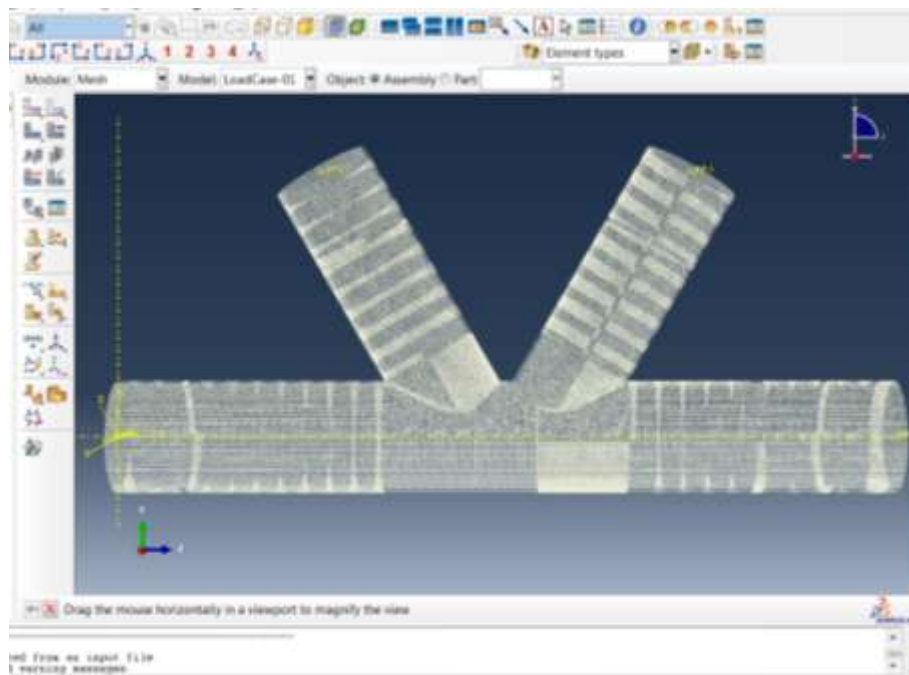 All
1 2 3 4
Element types
Module: Mesh Model: LoadCase-01 Object: Assembly Part:
Drag the mouse horizontally in a viewport to magnify the view
from an input file
warning messages